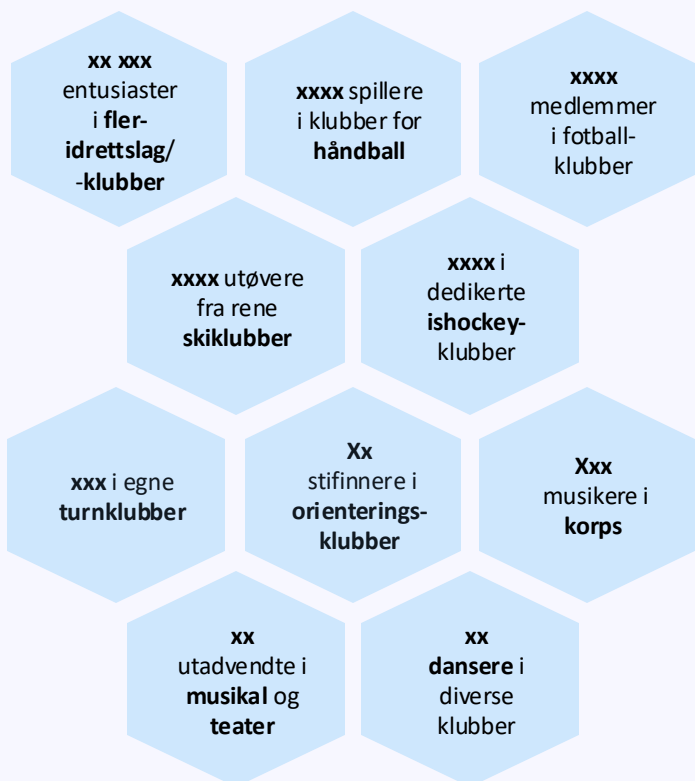 xx xxx
entusiaster
i fler-
idrettslag/
-klubber
xxxx spillere
i klubber for
håndball
xxxx
medlemmer
i fotball-
klubber
xxxx utøvere
fra rene
skiklubber
xxxx i
dedikerte
ishockey-
klubber
xxx i egne
turnklubber
Xx
stifinnere i
orienterings-
klubber
Xxx
musikere i
korps
xx
utadvendte i
musikal og
teater
xx
dansere i
diverse
klubber